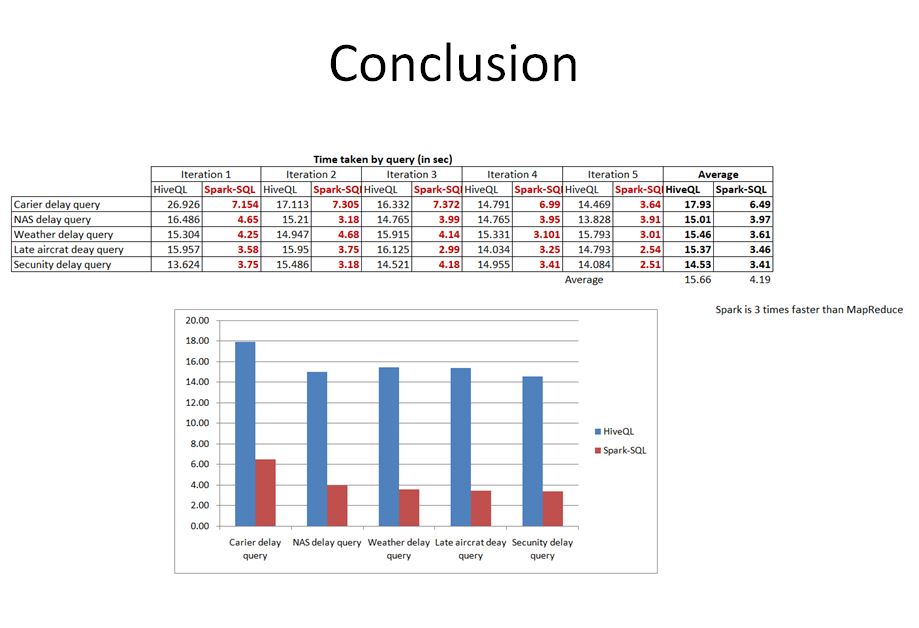 Conclusion
Time taken by query (in sec)
Iteration 1 Iteration 2 Iteration 3 Iteration 4 Iteration 5 Average
HiveQL Spark-SQL HiveQL Spark-SQl HiveQL Spark-SQl HiveQL Spark-SQl HiveQL Spark-SQl HiveQL Spark-SQL
Carier delay query 26.926 7.154 17.113 7.305 16.332 7.372 14.791 6.99 14.469 3.64 17.93 6.49
NAS delay query 16.486 4.65 15.21 3.18 14.765 3.99 14.765 3.95 13.828 3.91 15.01 3.97
Weather delay query 15.304 4.25 14.947 4.68 15.915 4.14 15.331 3.101 15.793 3.01 15.46 3.61
Late aircrat deay query 15.957 3.58 15.95 3.75 16.125 2.99 14.034 3.25 14.793 2.54 15.37 3.46
Secunity delay query 13.624 3.75 15.486 3.18 14.521 4.18 14.955 3.41 14.084 2.51 14.53 3.41
Average 15.66 4.19
Spark is 3 times faster than MapReduce
20.00
18.00
16.00
14.00
12.00
10.00
8.00
6.00
4.00
2.00
0.00
HiveQL
Spark-SQL
Carier delay NAS delay query Weather delay Late aircrat deay Secunity delay
query query query query